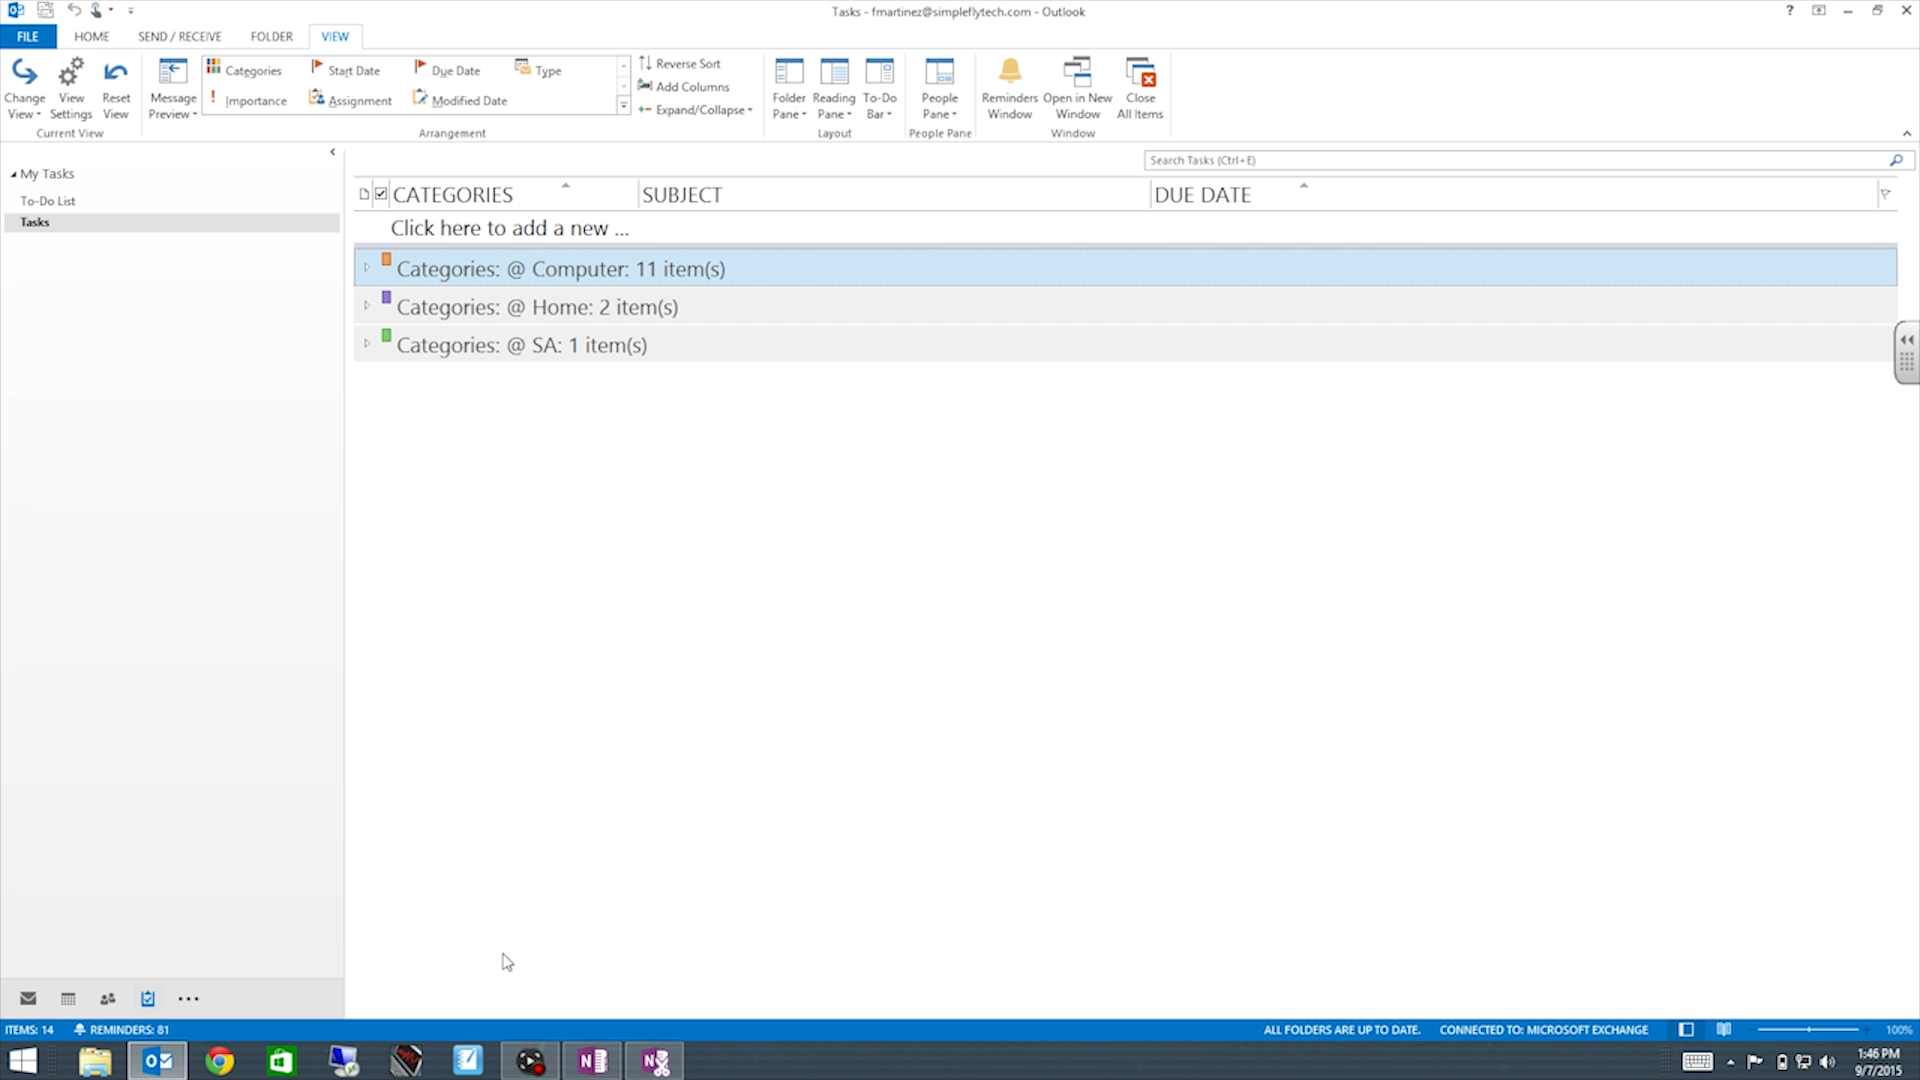 Tasks - fmartinez@simpleflytech.com - Outlook
?
FILE HOME SEND / RECEIVE FOLDER VIEW
Change View
View Settings
Reset View
Current View
Message Preview
Categories Start Date Due Date Type
Importance Assignment Modified Date
Arrangement
Reverse Sort
Add Columns
Expand/Collapse
Folder Pane
Reading Pane
To-Do Bar
Layout
People Pane
People Pane
Reminders Window
Open in New Window
Close All Items
Window
My Tasks
To-Do List
Tasks
Search Tasks (Ctrl+E)
CATEGORIES SUBJECT DUE DATE
Click here to add a new ...
Categories: @ Computer: 11 item(s)
Categories: @ Home: 2 item(s)
Categories: @ SA: 1 item(s)
ITEMS: 14 REMINDERS: 81 ALL FOLDERS ARE UP TO DATE. CONNECTED TO: MICROSOFT EXCHANGE 100%
1:46 PM
9/7/2015